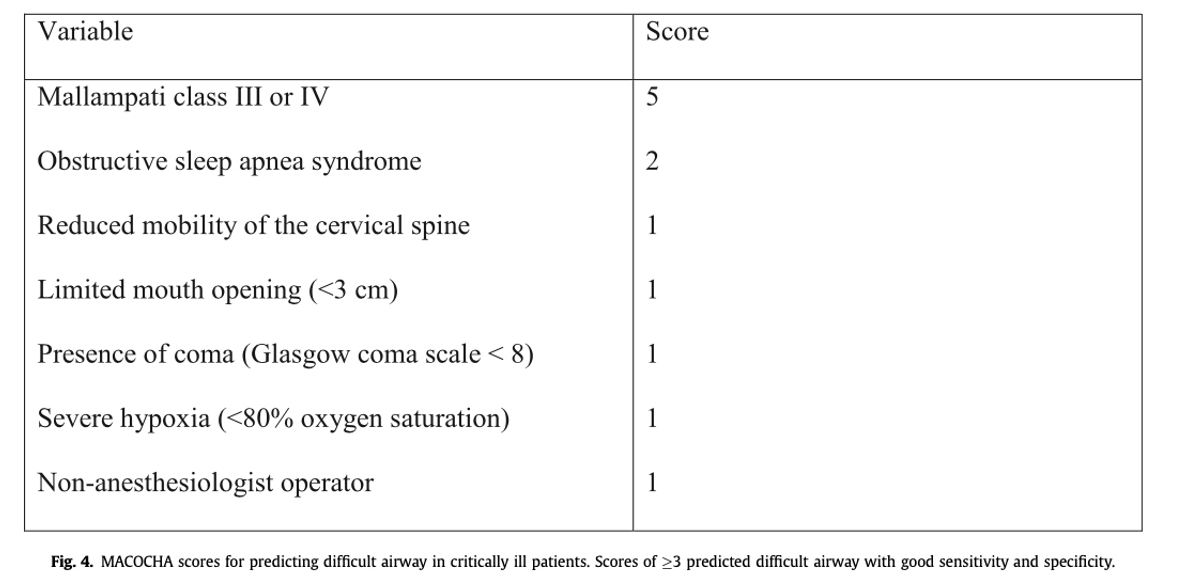 Variable Score
Mallampati class III or IV 5
Obstructive sleep apnea syndrome 2
Reduced mobility of the cervical spine 1
Limited mouth opening (<3 cm) 1
Presence of coma (Glasgow coma scale < 8) 1
Severe hypoxia (<80% oxygen saturation) 1
Non-anesthesiologist operator 1
Fig. 4. MACOCHA scores for predicting difficult airway in critically ill patients. Scores of ≥3 predicted difficult airway with good sensitivity and specificity.